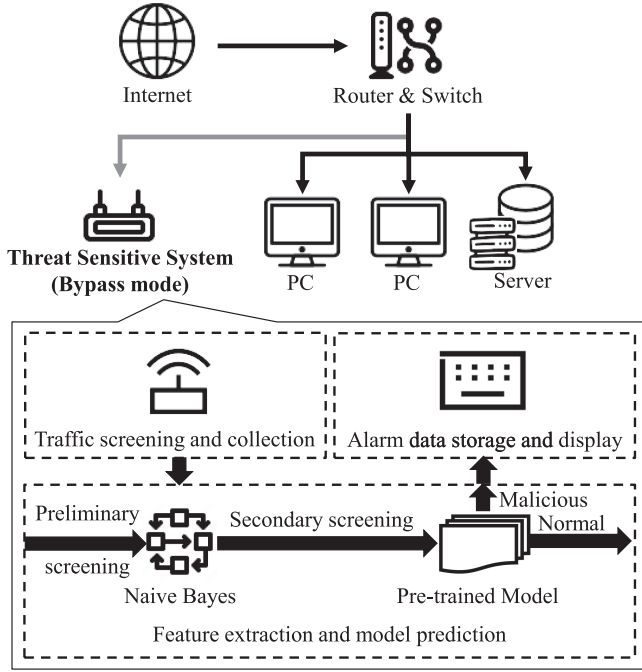 Internet
Router & Switch
Threat Sensitive System
(Bypass mode)
PC
PC
Server
Traffic screening and collection
Alarm data storage and display
Preliminary
screening
Naive Bayes
Secondary screening
Malicious
Normal
Pre-trained Model
Feature extraction and model prediction